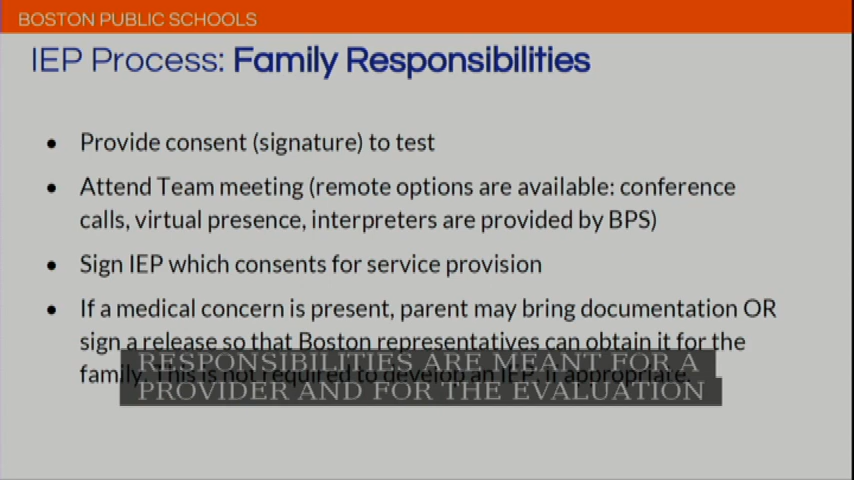 BOSTON PUBLIC SCHOOLS
IEP Process: Family Responsibilities
• Provide consent (signature) to test
• Attend Team meeting (remote options are available: conference
calls, virtual presence, interpreters are provided by BPS)
• Sign IEP which consents for service provision
• If a medical concern is present, parent may bring documentation OR
sign a release so that Boston representatives can obtain it for the
family. This is not required to develop an IEP, if appropriate.
RESPONSIBILITIES ARE MEANT FOR A
PROVIDER AND FOR THE EVALUATION